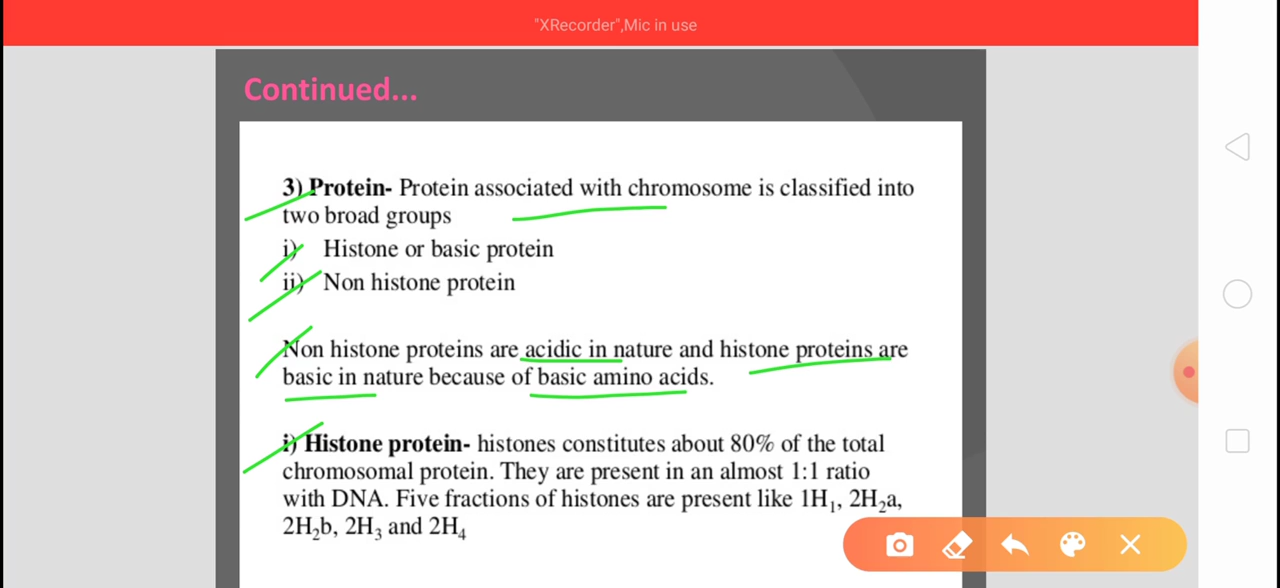 "XRecorder",Mic in use
Continued...
3) Protein- Protein associated with chromosome is classified into
two broad groups
i) Histone or basic protein
ii) Non histone protein
Non histone proteins are acidic in nature and histone proteins are
basic in nature because of basic amino acids.
i) Histone protein- histones constitutes about 80% of the total
chromosomal protein. They are present in an almost 1:1 ratio
with DNA. Five fractions of histones are present like 1H₁, 2H₂a,
2H₂b, 2H₃ and 2H₄